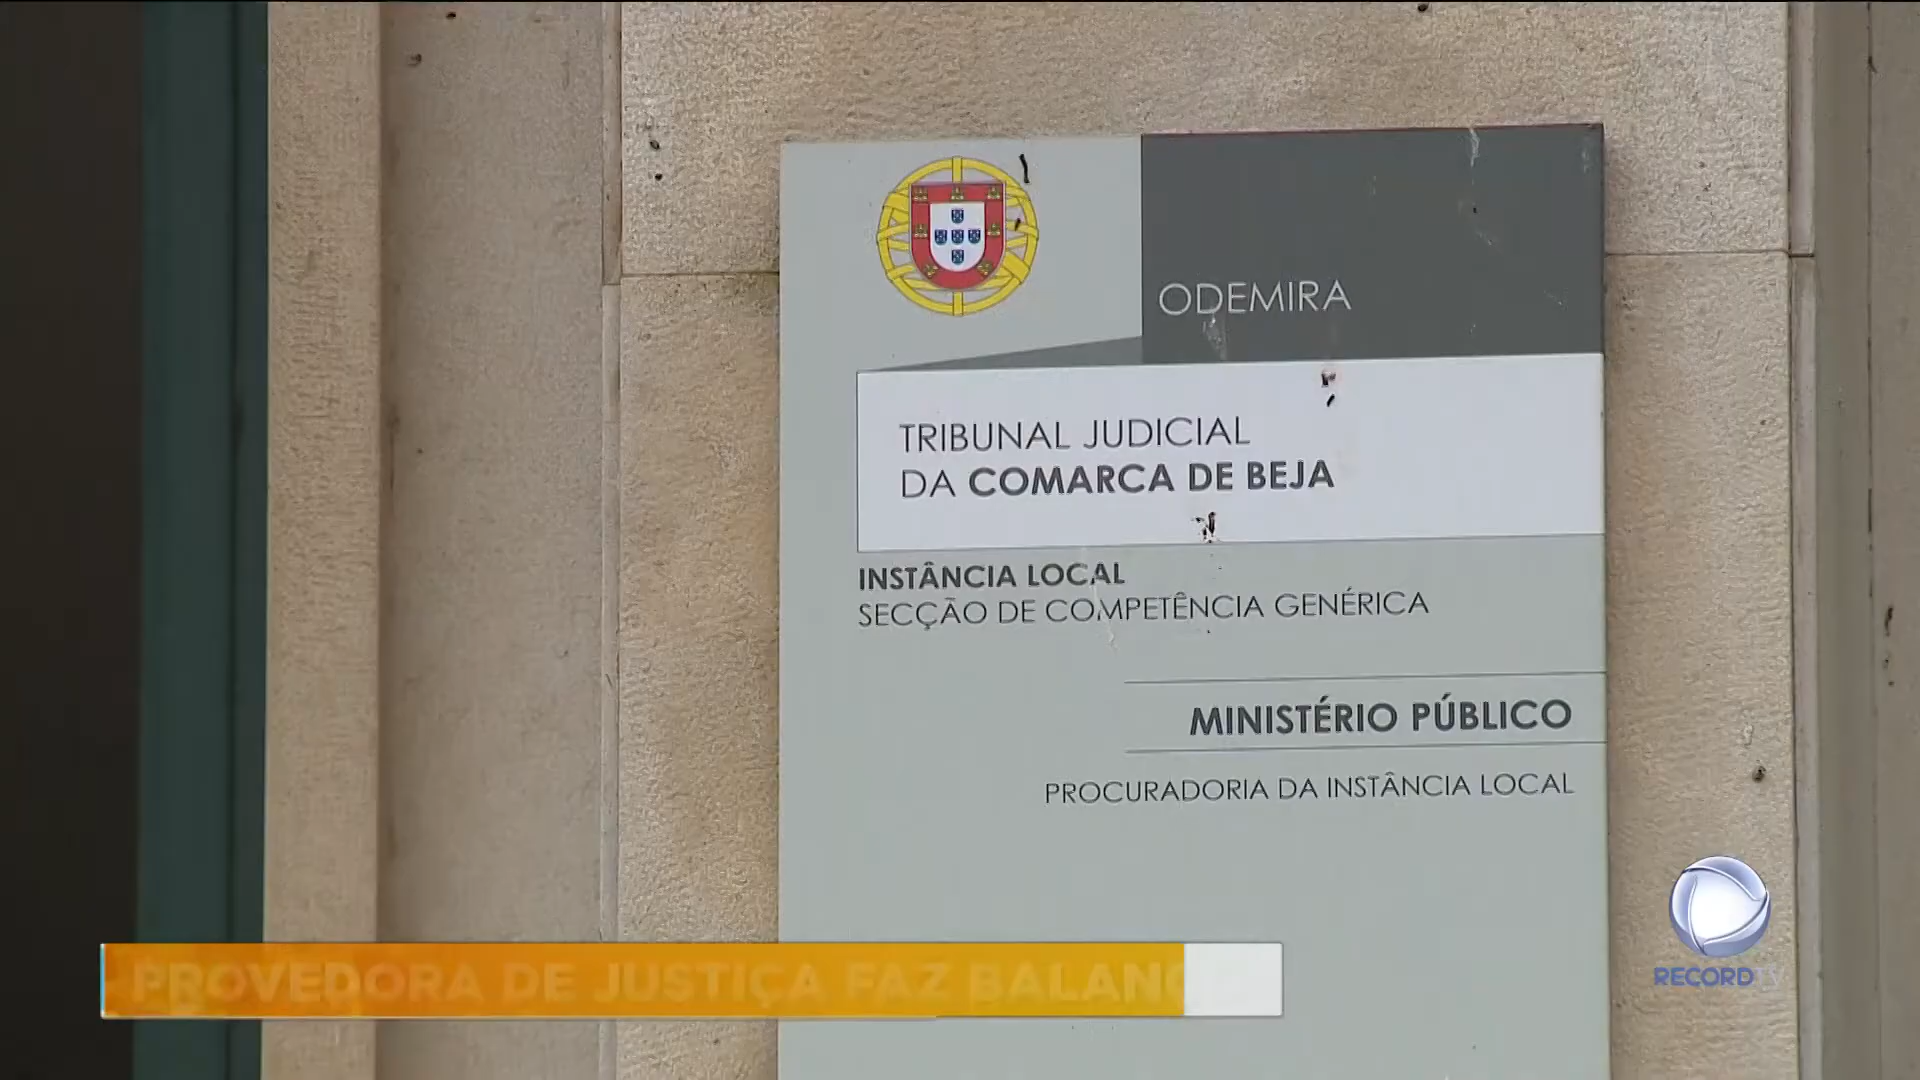 ODEMIRA
TRIBUNAL JUDICIAL
DA COMARCA DE BEJA
INSTÂNCIA LOCAL
SECÇÃO DE COMPETÊNCIA GENÉRICA
MINISTÉRIO PÚBLICO
PROCURADORIA DA INSTÂNCIA LOCAL
PROVEDORA DE JUSTIÇA FAZ
RECORD TV